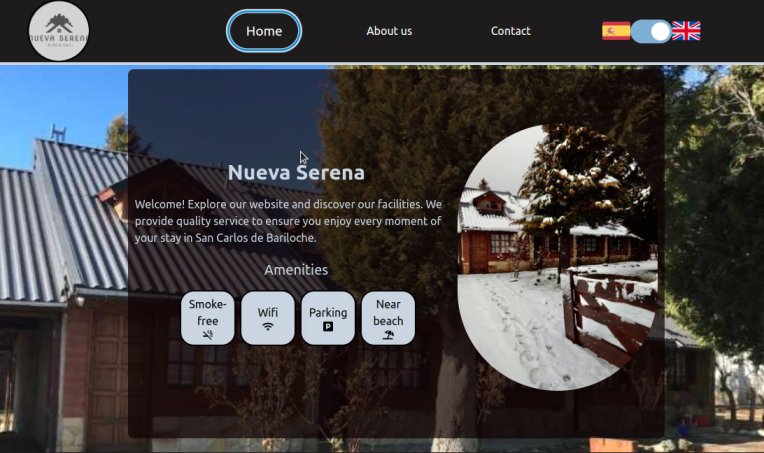 NUEVA SERENA
Home
About us
Contact
Nueva Serena
Welcome! Explore our website and discover our facilities. We
provide quality service to ensure you enjoy every moment of
your stay in San Carlos de Bariloche.
Amenities
Smoke-
free
Wifi
Parking
P
Near
beach